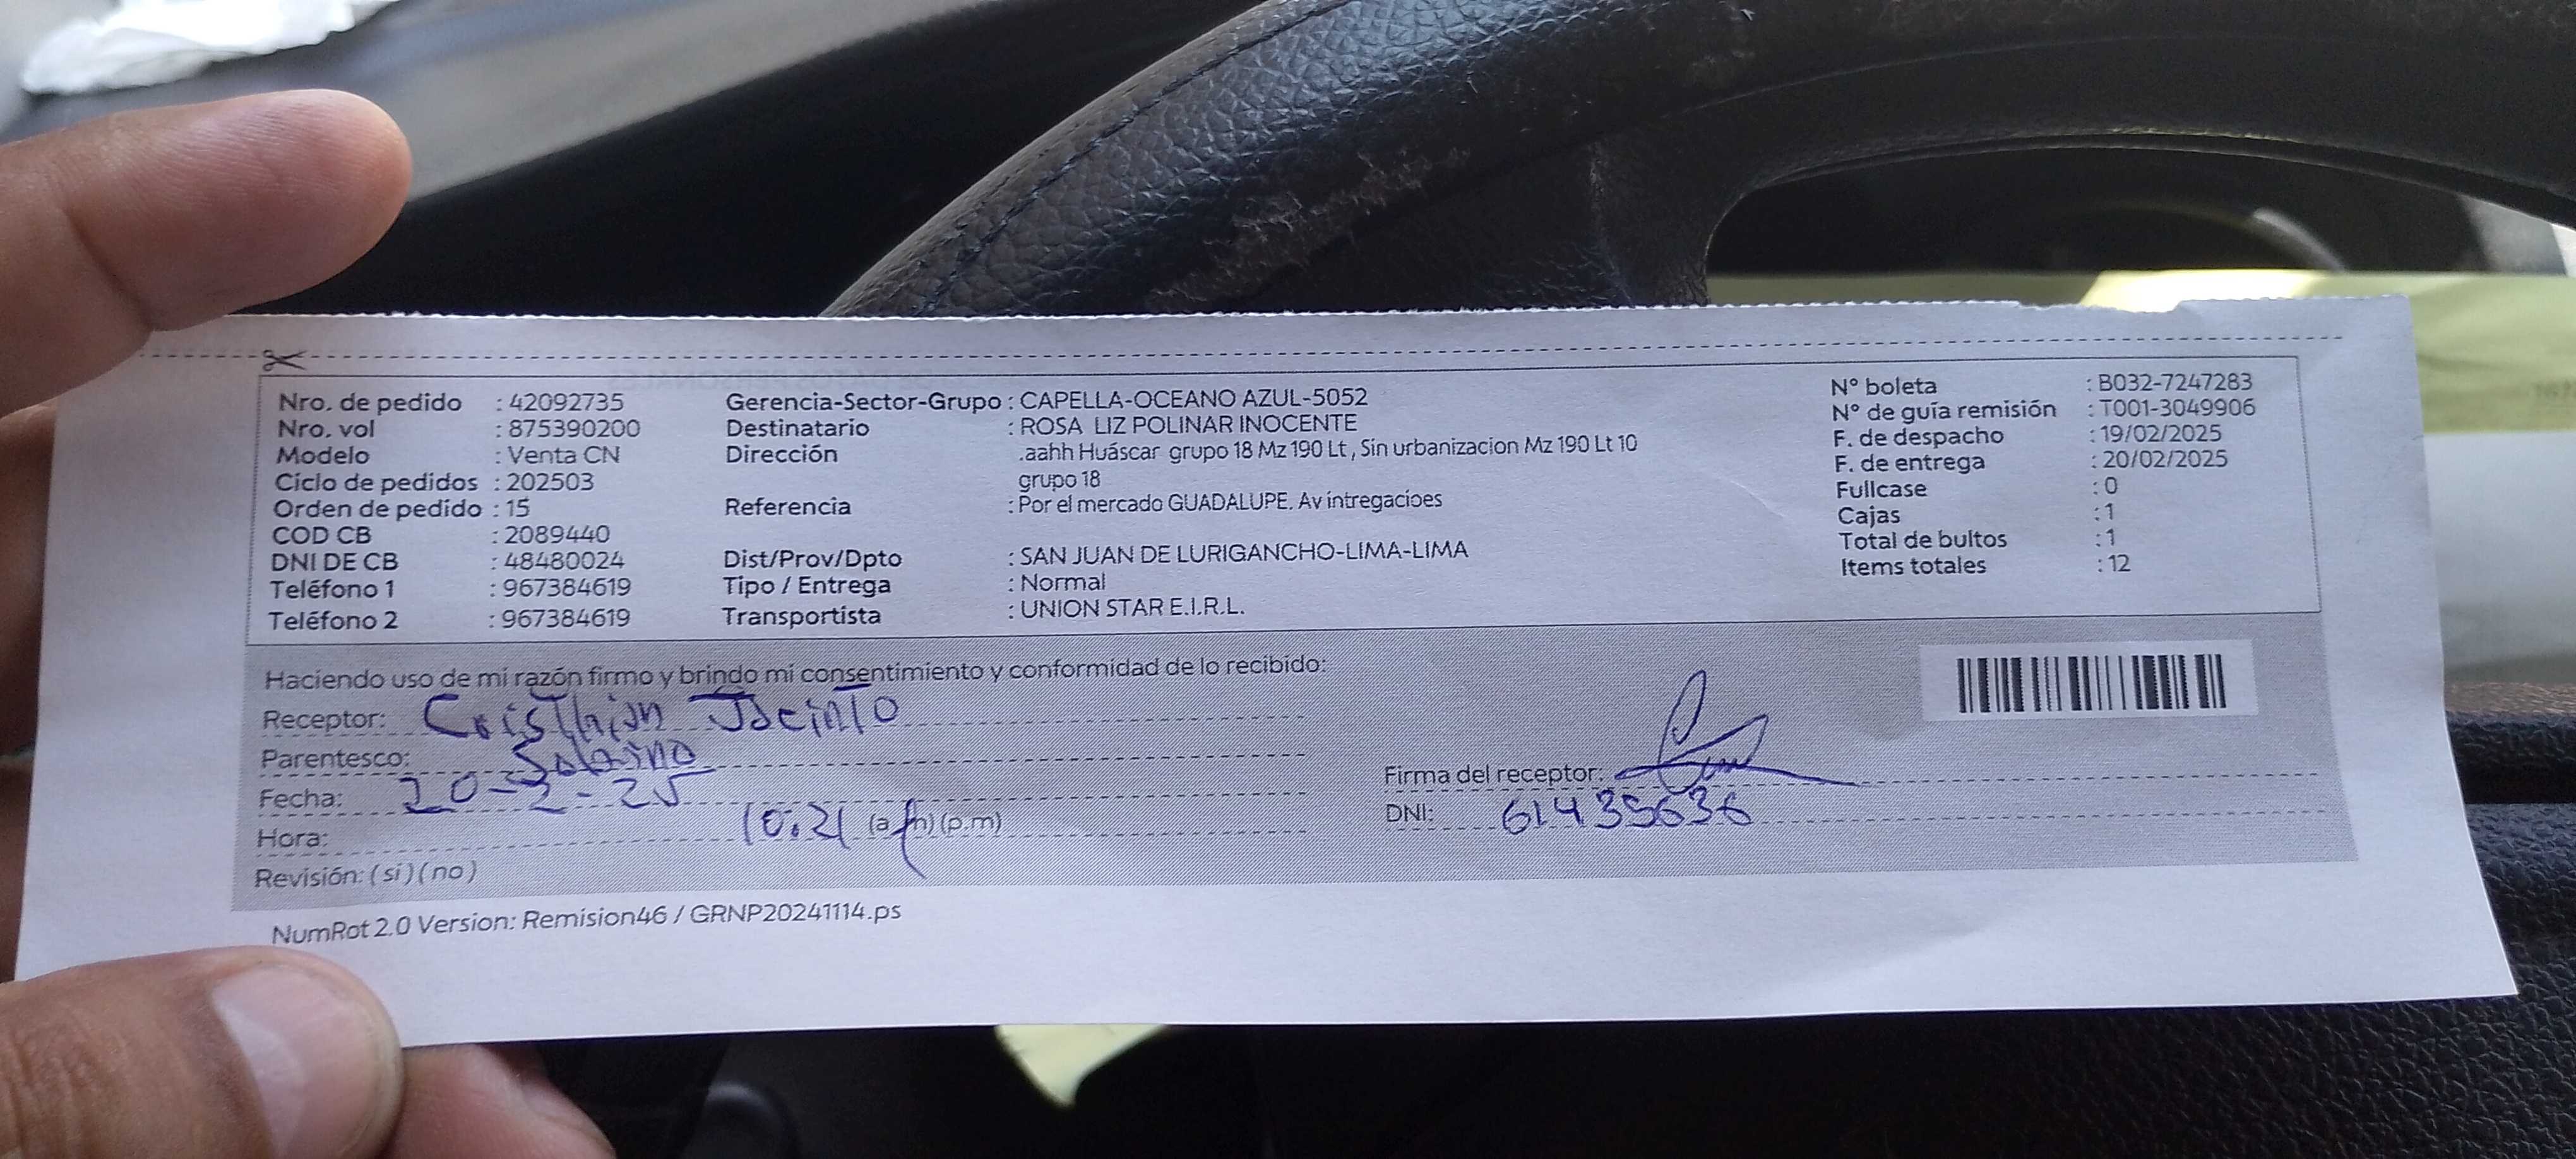 Nro. de pedido : 42092735
Nro. vol : 875390200
Modelo : Venta CN
Ciclo de pedidos : 202503
Orden de pedido : 15
COD CB : 2089440
DNI DE CB : 48480024
Teléfono 1 : 967384619
Teléfono 2 : 967384619
Gerencia-Sector-Grupo : CAPELLA-OCEANO AZUL-5052
Destinatario : ROSA LIZ POLINAR INOCENTE
Dirección .aahh Huáscar grupo 18 Mz 190 Lt , Sin urbanizacion Mz 190 Lt 10
grupo 18
Referencia : Por el mercado GUADALUPE. Av intregacioes
Dist/Prov/Dpto : SAN JUAN DE LURIGANCHO-LIMA-LIMA
Tipo / Entrega : Normal
Transportista : UNION STAR E.I.R.L.
N° boleta : B032-7247283
N° de guía remisión : T001-3049906
F. de despacho : 19/02/2025
F. de entrega : 20/02/2025
Fullcase : 0
Cajas : 1
Total de bultos : 1
Items totales : 12
Haciendo uso de mi razón firmo y brindo mi consentimiento y conformidad de lo recibido:
Receptor: Cristhian Jacinto
Parentesco:
Fecha: 20-2-25
Hora: 10:21 (a.m)(p.m)
Revisión: (si)(no)
Firma del receptor:
DNI: 61435636
NumRot 2.0 Version: Remision46 / GRNP20241114.ps